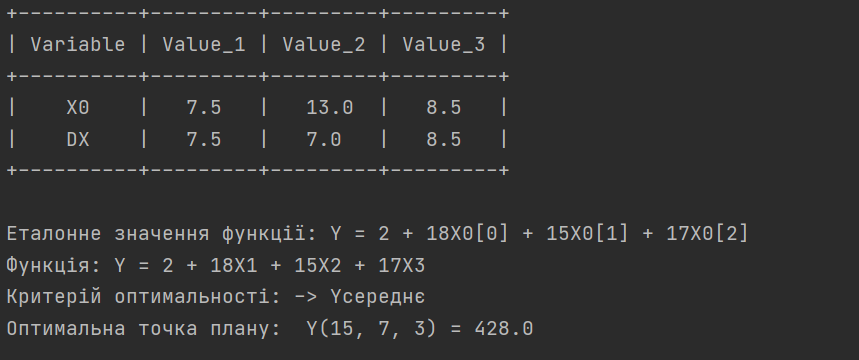 +----------+---------+---------+---------+
| Variable | Value_1 | Value_2 | Value_3 |
+----------+---------+---------+---------+
|    X0    |   7.5   |   13.0  |   8.5   |
|    DX    |   7.5   |   7.0   |   8.5   |
+----------+---------+---------+---------+
Еталонне значення функції: Y = 2 + 18X0[0] + 15X0[1] + 17X0[2]
Функція: Y = 2 + 18X1 + 15X2 + 17X3
Критерій оптимальності: -> Yсереднє
Оптимальна точка плану:  Y(15, 7, 3) = 428.0